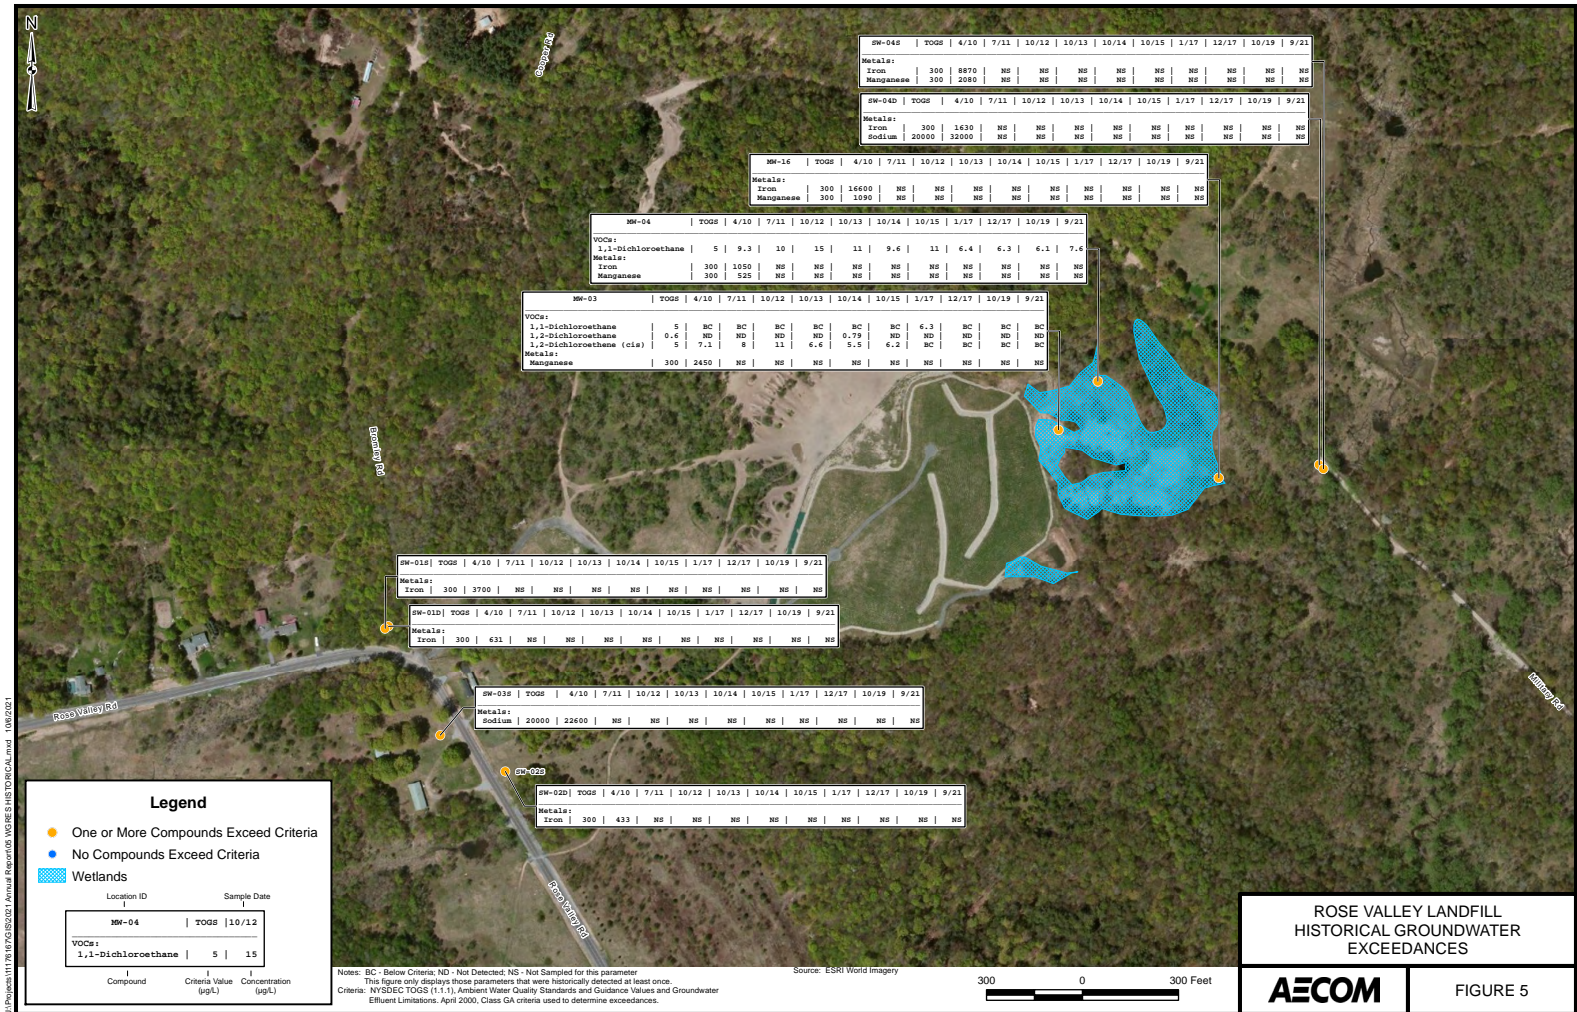 N
Cooper Rd
SW-04S | TOGS | 4/10 | 7/11 | 10/12 | 10/13 | 10/14 | 10/15 | 1/17 | 12/17 | 10/19 | 9/21
Metals:
Iron | 300 | 8870 | NS | NS | NS | NS | NS | NS | NS | NS | NS
Manganese | 300 | 2080 | NS | NS | NS | NS | NS | NS | NS | NS | NS
SW-04D | TOGS | 4/10 | 7/11 | 10/12 | 10/13 | 10/14 | 10/15 | 1/17 | 12/17 | 10/19 | 9/21
Metals:
Iron | 300 | 1630 | NS | NS | NS | NS | NS | NS | NS | NS | NS
Sodium | 20000 | 32000 | NS | NS | NS | NS | NS | NS | NS | NS | NS
MW-16 | TOGS | 4/10 | 7/11 | 10/12 | 10/13 | 10/14 | 10/15 | 1/17 | 12/17 | 10/19 | 9/21
Metals:
Iron | 300 | 16600 | NS | NS | NS | NS | NS | NS | NS | NS | NS
Manganese | 300 | 1090 | NS | NS | NS | NS | NS | NS | NS | NS | NS
MW-04 | TOGS | 4/10 | 7/11 | 10/12 | 10/13 | 10/14 | 10/15 | 1/17 | 12/17 | 10/19 | 9/21
VOCs:
1,1-Dichloroethane | 5 | 9.3 | 10 | 15 | 11 | 9.6 | 11 | 6.4 | 6.3 | 6.1 | 7.6
Metals:
Iron | 300 | 1050 | NS | NS | NS | NS | NS | NS | NS | NS | NS
Manganese | 300 | 525 | NS | NS | NS | NS | NS | NS | NS | NS | NS
MW-03 | TOGS | 4/10 | 7/11 | 10/12 | 10/13 | 10/14 | 10/15 | 1/17 | 12/17 | 10/19 | 9/21
VOCs:
1,1-Dichloroethane | 5 | BC | BC | BC | BC | BC | BC | 6.3 | BC | BC | BC
1,2-Dichloroethane | 0.6 | ND | ND | ND | ND | 0.79 | ND | ND | ND | ND | ND
1,2-Dichloroethene (cis) | 5 | 7.1 | 8 | 11 | 6.6 | 5.5 | 6.2 | BC | BC | BC | BC
Metals:
Manganese | 300 | 2450 | NS | NS | NS | NS | NS | NS | NS | NS | NS
Bromley Rd
SW-01S| TOGS | 4/10 | 7/11 | 10/12 | 10/13 | 10/14 | 10/15 | 1/17 | 12/17 | 10/19 | 9/21
Metals:
Iron | 300 | 3700 | NS | NS | NS | NS | NS | NS | NS | NS | NS
SW-01D| TOGS | 4/10 | 7/11 | 10/12 | 10/13 | 10/14 | 10/15 | 1/17 | 12/17 | 10/19 | 9/21
Metals:
Iron | 300 | 631 | NS | NS | NS | NS | NS | NS | NS | NS | NS
SW-03S | TOGS | 4/10 | 7/11 | 10/12 | 10/13 | 10/14 | 10/15 | 1/17 | 12/17 | 10/19 | 9/21
Metals:
Sodium | 20000 | 22600 | NS | NS | NS | NS | NS | NS | NS | NS | NS
Rose Valley Rd
Military Rd
SW-02S
SW-02D| TOGS | 4/10 | 7/11 | 10/12 | 10/13 | 10/14 | 10/15 | 1/17 | 12/17 | 10/19 | 9/21
Metals:
Iron | 300 | 433 | NS | NS | NS | NS | NS | NS | NS | NS | NS
Rose Valley Rd
Legend
One or More Compounds Exceed Criteria
No Compounds Exceed Criteria
Wetlands
Location ID Sample Date
MW-04 | TOGS |10/12
VOCs:
1,1-Dichloroethane | 5 | 15
Compound Criteria Value Concentration
(µg/L) (µg/L)
Notes: BC - Below Criteria; ND - Not Detected; NS - Not Sampled for this parameter
This figure only displays those parameters that were historically detected at least once.
Criteria: NYSDEC TOGS (1.1.1), Ambient Water Quality Standards and Guidance Values and Groundwater
Effluent Limitations. April 2000, Class GA criteria used to determine exceedances.
Source: ESRI World Imagery
300 0 300 Feet
ROSE VALLEY LANDFILL
HISTORICAL GROUNDWATER
EXCEEDANCES
AECOM
FIGURE 5